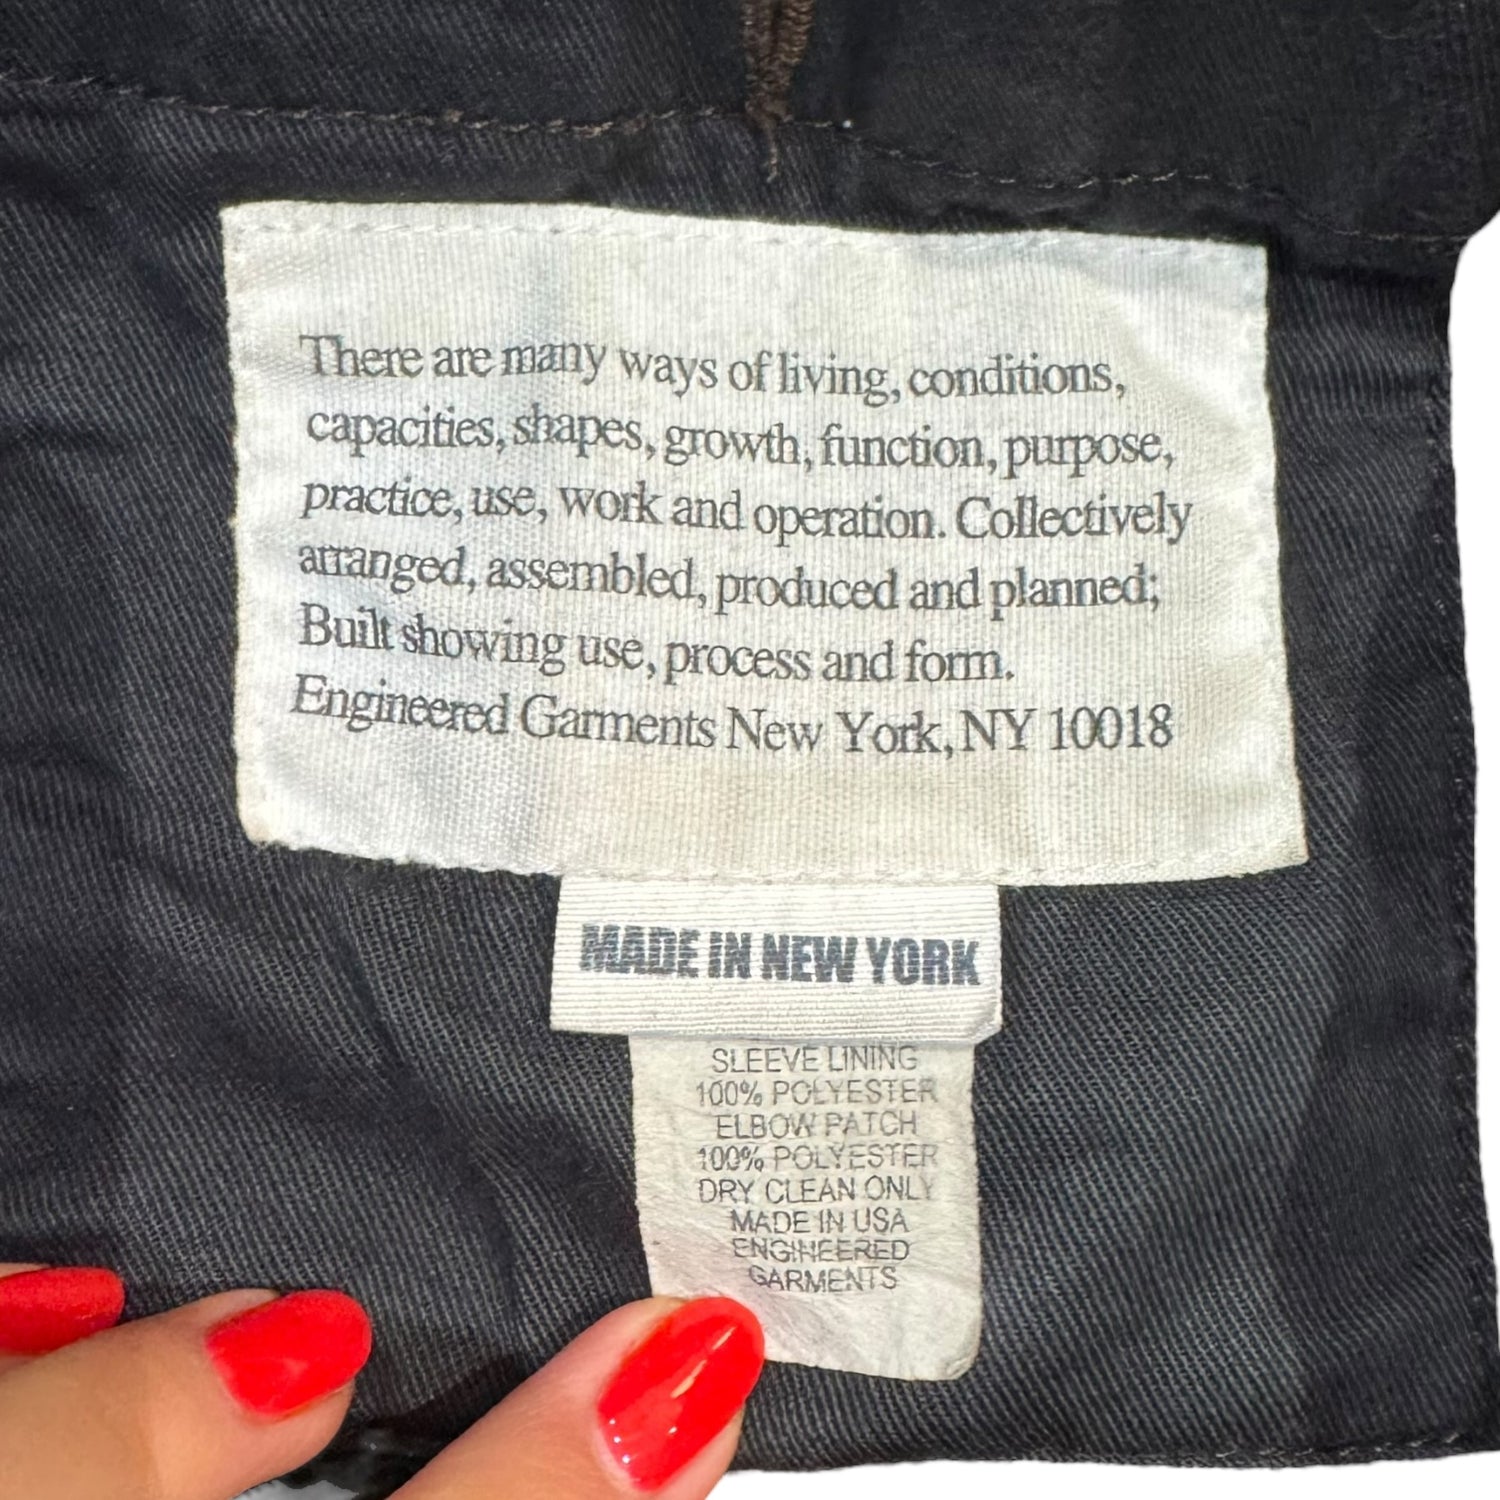 There are many ways of living, conditions,
capacities, shapes, growth, function, purpose,
practice, use, work and operation. Collectively
arranged, assembled, produced and planned;
Built showing use, process and form.
Engineered Garments New York, NY 10018
MADE IN NEW YORK
SLEEVE LINING
100% POLYESTER
ELBOW PATCH
100% POLYESTER
DRY CLEAN ONLY
MADE IN USA
ENGINEERED
GARMENTS